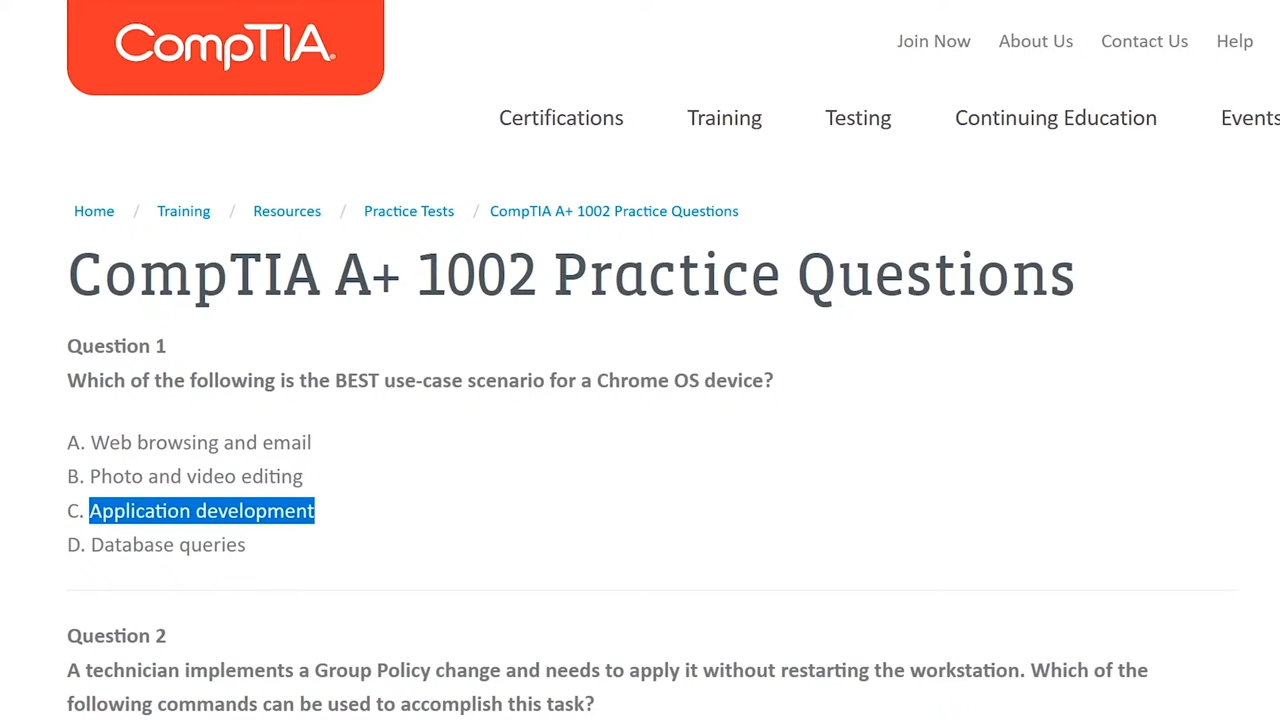 CompTIA®
Join Now About Us Contact Us Help
Certifications Training Testing Continuing Education Events
Home / Training / Resources / Practice Tests / CompTIA A+ 1002 Practice Questions
CompTIA A+ 1002 Practice Questions
Question 1
Which of the following is the BEST use-case scenario for a Chrome OS device?
A. Web browsing and email
B. Photo and video editing
C. Application development
D. Database queries
Question 2
A technician implements a Group Policy change and needs to apply it without restarting the workstation. Which of the
following commands can be used to accomplish this task?